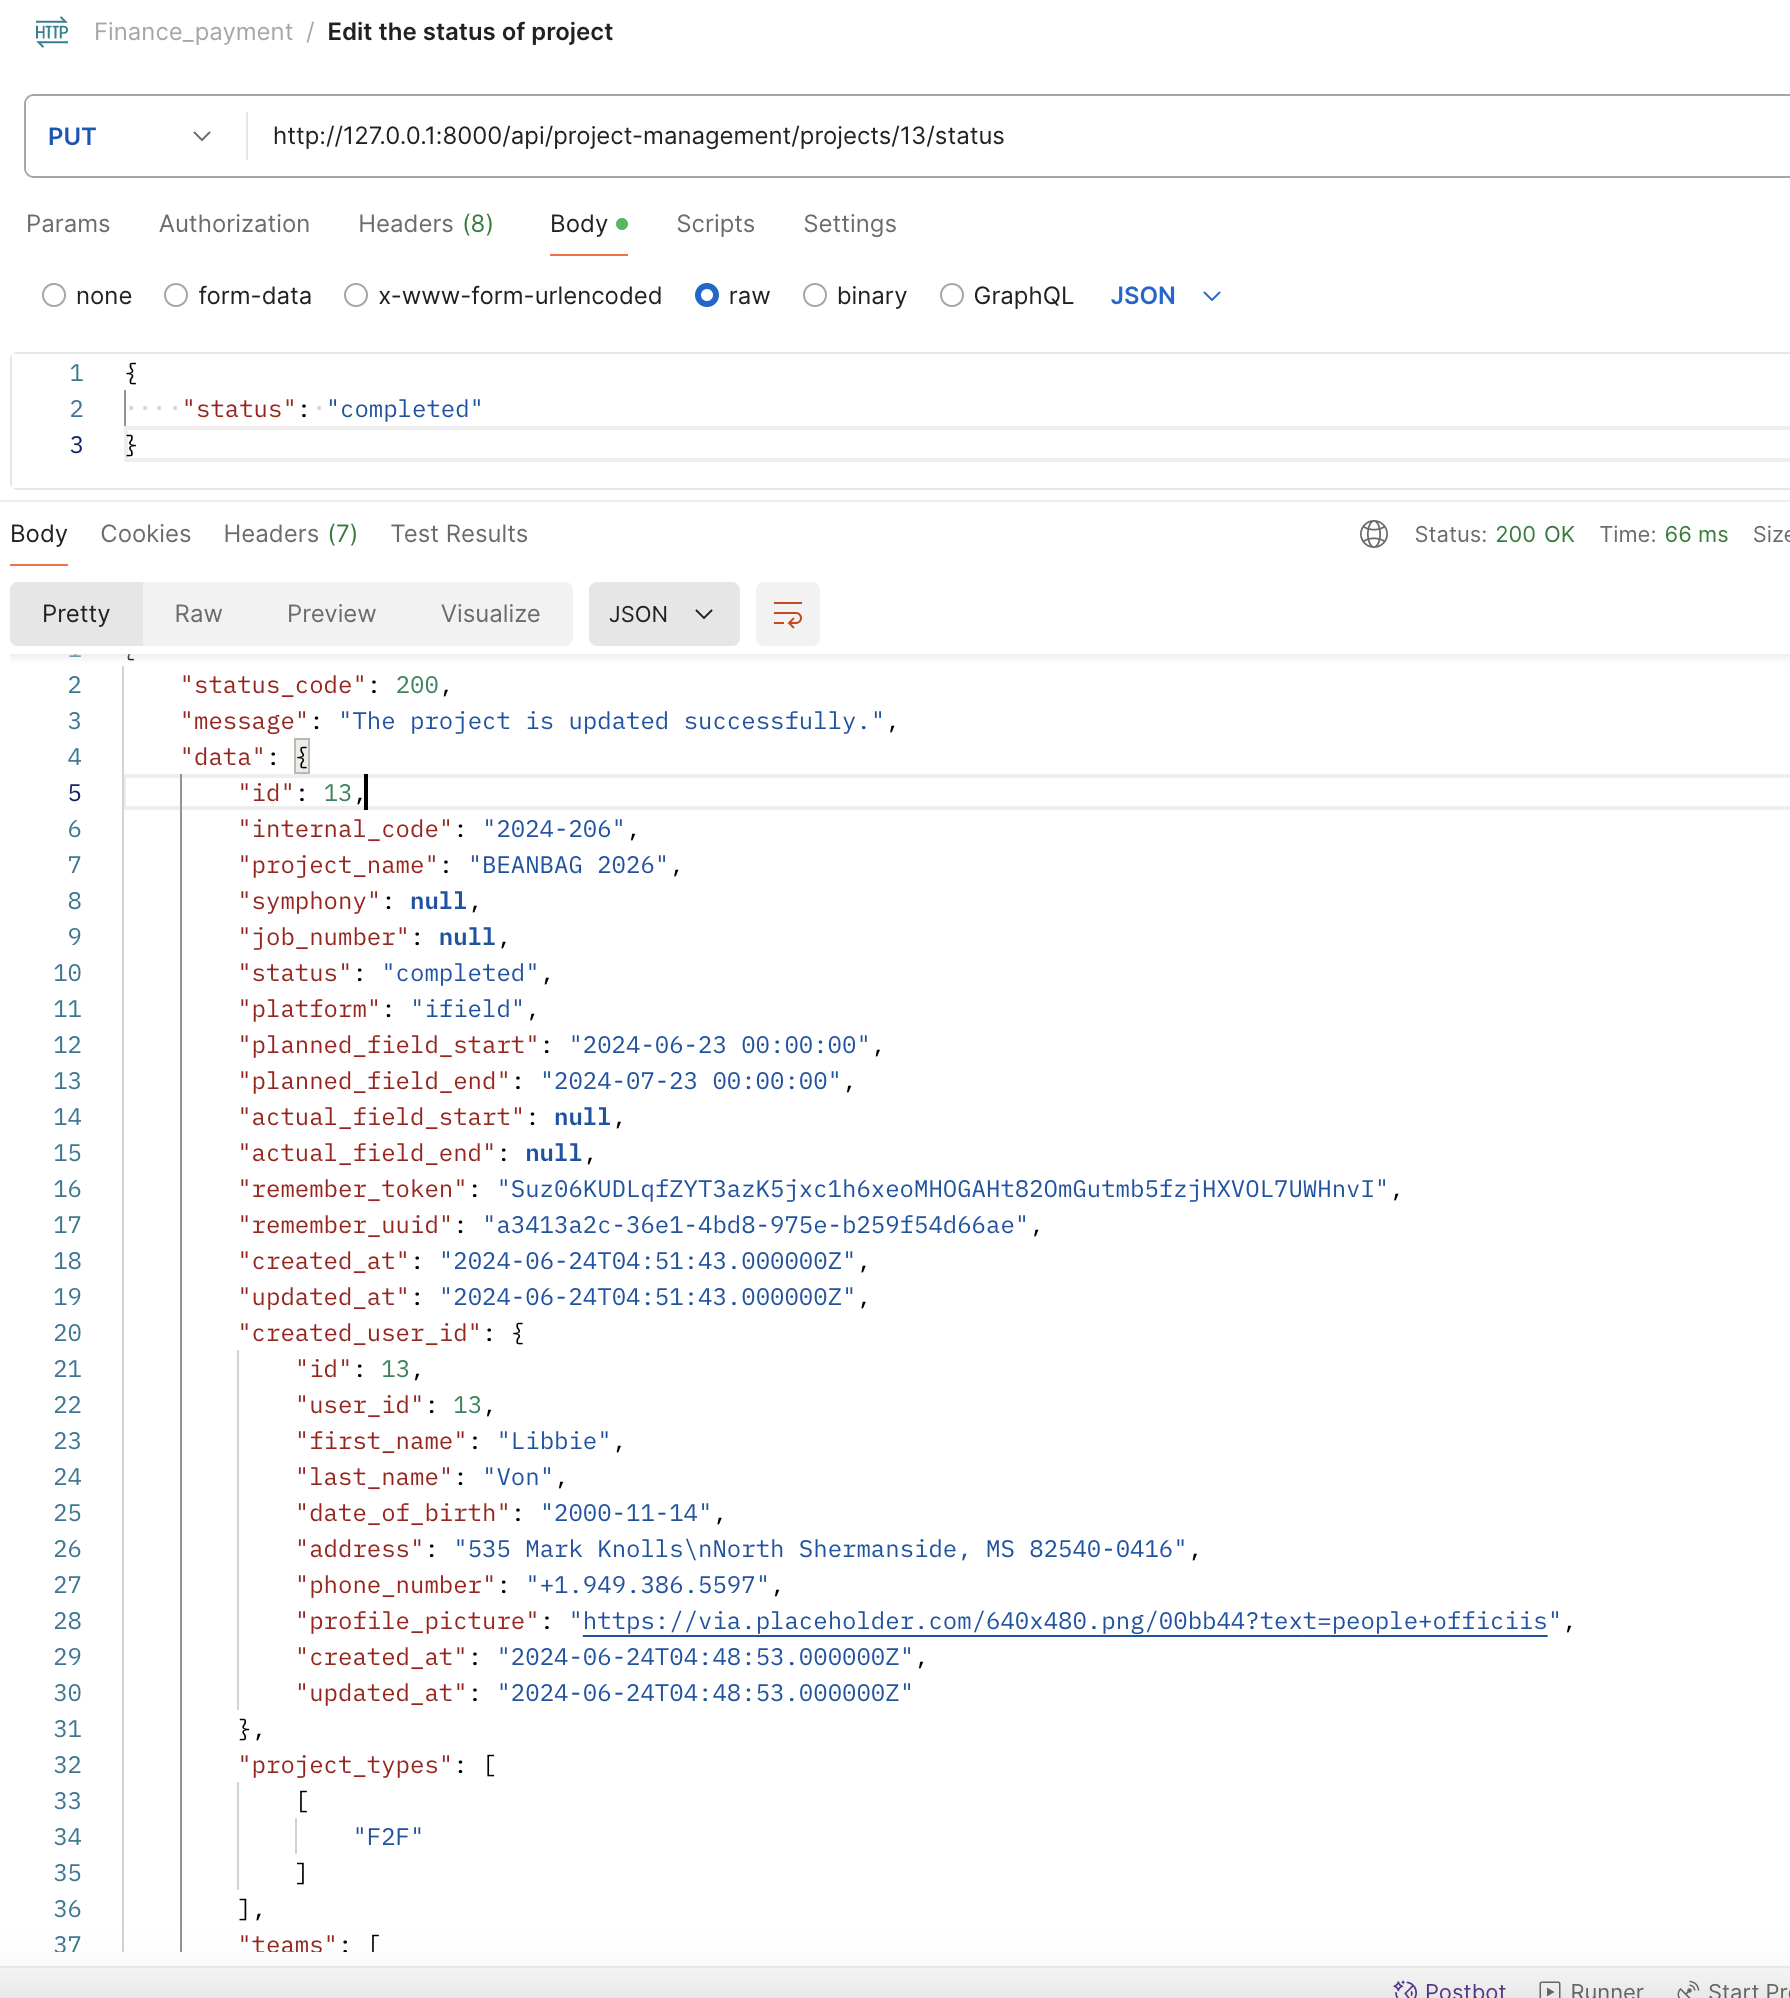 HTTP Finance_payment / Edit the status of project
PUT http://127.0.0.1:8000/api/project-management/projects/13/status
Params Authorization Headers (8) Body Scripts Settings
none form-data x-www-form-urlencoded raw binary GraphQL JSON
1 {
2 "status": "completed"
3 }
Body Cookies Headers (7) Test Results Status: 200 OK Time: 66 ms Size
Pretty Raw Preview Visualize JSON
1 {
2 "status_code": 200,
3 "message": "The project is updated successfully.",
4 "data": {
5 "id": 13,
6 "internal_code": "2024-206",
7 "project_name": "BEANBAG 2026",
8 "symphony": null,
9 "job_number": null,
10 "status": "completed",
11 "platform": "ifield",
12 "planned_field_start": "2024-06-23 00:00:00",
13 "planned_field_end": "2024-07-23 00:00:00",
14 "actual_field_start": null,
15 "actual_field_end": null,
16 "remember_token": "Suz06KUDLqfZYT3azK5jxc1h6xeoMHOGAHt82OmGutmb5fzjHXVOL7UWHnvI",
17 "remember_uuid": "a3413a2c-36e1-4bd8-975e-b259f54d66ae",
18 "created_at": "2024-06-24T04:51:43.000000Z",
19 "updated_at": "2024-06-24T04:51:43.000000Z",
20 "created_user_id": {
21 "id": 13,
22 "user_id": 13,
23 "first_name": "Libbie",
24 "last_name": "Von",
25 "date_of_birth": "2000-11-14",
26 "address": "535 Mark Knolls\nNorth Shermanside, MS 82540-0416",
27 "phone_number": "+1.949.386.5597",
28 "profile_picture": "https://via.placeholder.com/640x480.png/00bb44?text=people+officiis",
29 "created_at": "2024-06-24T04:48:53.000000Z",
30 "updated_at": "2024-06-24T04:48:53.000000Z"
31 },
32 "project_types": [
33 [
34 "F2F"
35 ]
36 ],
37 "teams": [
Postbot Runner Start Pr